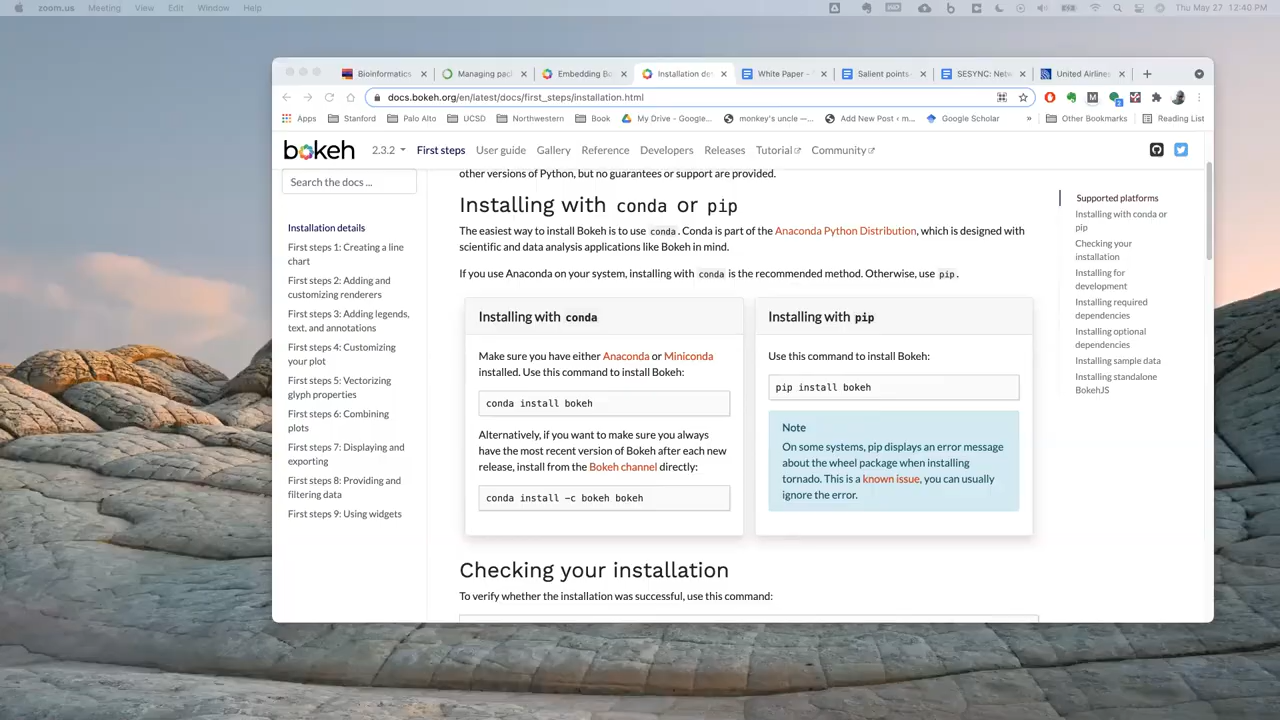 zoom.us Meeting View Edit Window Help Thu May 27 12:40 PM
Bioinformatics Managing pac Embedding Bo Installation de White Paper - Salient points SESYNC: Net United Airlines
docs.bokeh.org/en/latest/docs/first_steps/installation.html
Apps Stanford Palo Alto UCSD Northwestern Book My Drive - Google... monkey's uncle —... Add New Post ‹ m... Google Scholar » Other Bookmarks Reading List
bokeh 2.3.2 First steps User guide Gallery Reference Developers Releases Tutorial Community
Search the docs ...
Installation details
First steps 1: Creating a line
chart
First steps 2: Adding and
customizing renderers
First steps 3: Adding legends,
text, and annotations
First steps 4: Customizing
your plot
First steps 5: Vectorizing
glyph properties
First steps 6: Combining
plots
First steps 7: Displaying and
exporting
First steps 8: Providing and
filtering data
First steps 9: Using widgets
other versions of Python, but no guarantees or support are provided.
Installing with conda or pip
The easiest way to install Bokeh is to use conda. Conda is part of the Anaconda Python Distribution, which is designed with
scientific and data analysis applications like Bokeh in mind.
If you use Anaconda on your system, installing with conda is the recommended method. Otherwise, use pip.
Installing with conda
Make sure you have either Anaconda or Miniconda
installed. Use this command to install Bokeh:
conda install bokeh
Alternatively, if you want to make sure you always
have the most recent version of Bokeh after each new
release, install from the Bokeh channel directly:
conda install -c bokeh bokeh
Installing with pip
Use this command to install Bokeh:
pip install bokeh
Note
On some systems, pip displays an error message
about the wheel package when installing
tornado. This is a known issue, you can usually
ignore the error.
Checking your installation
To verify whether the installation was successful, use this command:
Supported platforms
Installing with conda or
pip
Checking your
installation
Installing for
development
Installing required
dependencies
Installing optional
dependencies
Installing sample data
Installing standalone
BokehJS